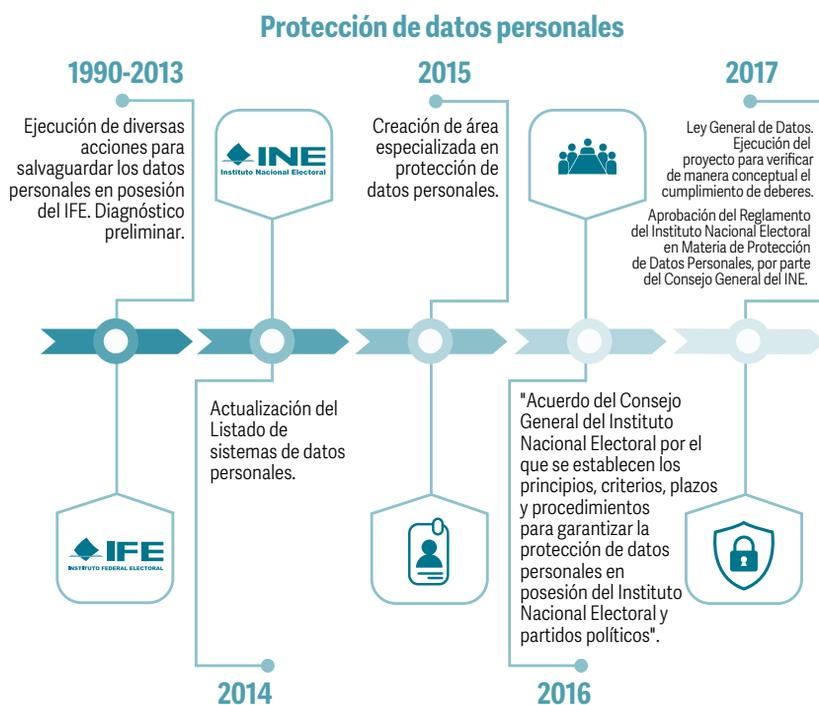 Protección de datos personales
1990-2013
Ejecución de diversas
acciones para
salvaguardar los datos
personales en posesión
del IFE. Diagnóstico
preliminar.
IFE
INSTITUTO FEDERAL ELECTORAL
INE
Instituto Nacional Electoral
Actualización del
Listado de
sistemas de datos
personales.
2014
2015
Creación de área
especializada en
protección de
datos personales.
"Acuerdo del Consejo
General del Instituto
Nacional Electoral por el
que se establecen los
principios, criterios, plazos
y procedimientos
para garantizar la
protección de datos
personales en
posesión del Instituto
Nacional Electoral y
partidos políticos".
2016
2017
Ley General de Datos.
Ejecución del
proyecto para verificar
de manera conceptual el
cumplimiento de deberes.
Aprobación del Reglamento
del Instituto Nacional Electoral
en Materia de Protección
de Datos Personales, por parte
del Consejo General del INE.